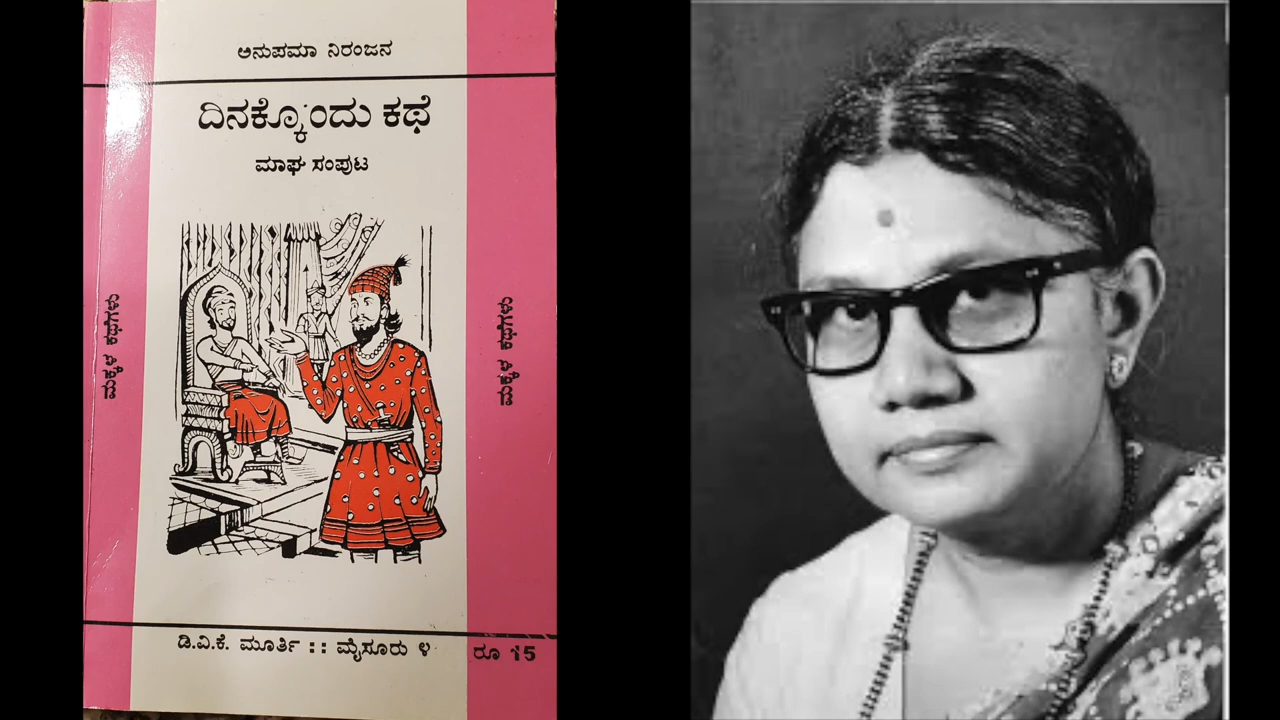 ಅನುಪಮಾ ನಿರಂಜನ
ದಿನಕ್ಕೊಂದು ಕಥೆ
ಮಾಘ ಸಂಪುಟ
ಮಕ್ಕಳ ಕಥೆಗಳು
ಮಕ್ಕಳ ಕಥೆಗಳು
ಡಿ.ವಿ.ಕೆ. ಮೂರ್ತಿ :: ಮೈಸೂರು ೪
ರೂ 15